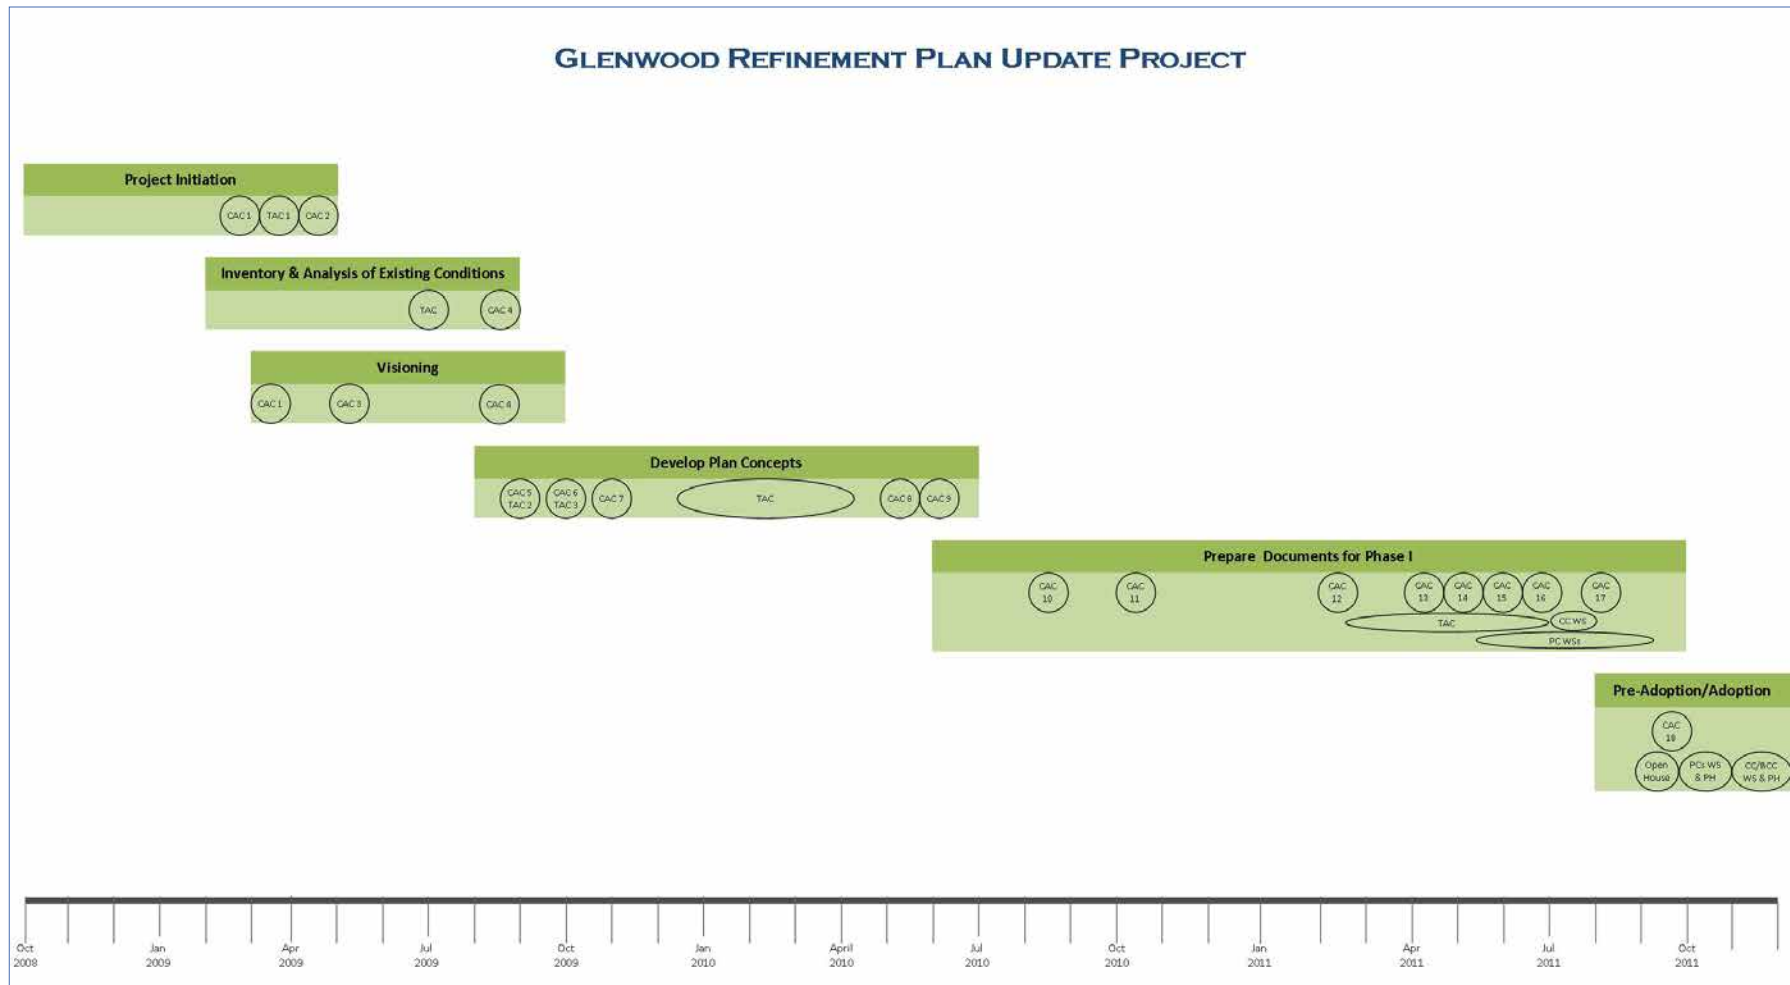 GLENWOOD REFINEMENT PLAN UPDATE PROJECT
Project Initiation
CAC 1
TAC 1
CAC 2
Inventory & Analysis of Existing Conditions
TAC
CAC 4
Visioning
CAC 1
CAC 3
CAC 4
Develop Plan Concepts
CAC 5
TAC 2
CAC 6
TAC 3
CAC 7
TAC
CAC 8
CAC 9
Prepare Documents for Phase I
CAC
10
CAC
11
CAC
12
CAC
13
CAC
14
CAC
15
CAC
16
CAC
17
TAC
CC WS
PC WSs
Pre-Adoption/Adoption
CAC
18
Open
House
PCs WS
& PH
CC/BCC
WS & PH
Oct
2008
Jan
2009
Apr
2009
Jul
2009
Oct
2009
Jan
2010
April
2010
Jul
2010
Oct
2010
Jan
2011
Apr
2011
Jul
2011
Oct
2011